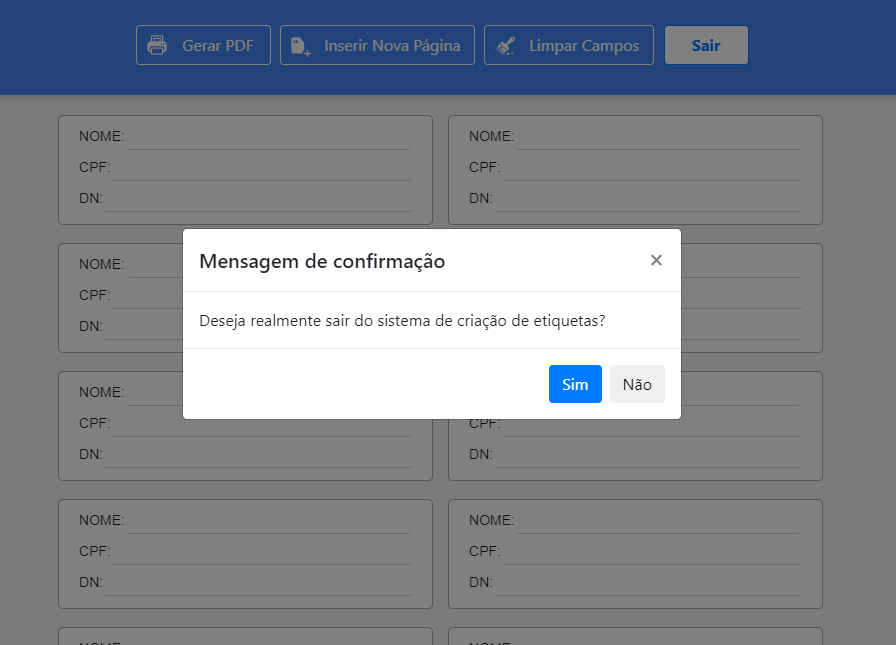 Gerar PDF Inserir Nova Página Limpar Campos Sair
NOME: NOME:
CPF: CPF:
DN: DN:
NOME:
CPF:
DN:
Mensagem de confirmação ×
Deseja realmente sair do sistema de criação de etiquetas?
Sim Não
NOME:
CPF: CPF:
DN: DN:
NOME: NOME:
CPF: CPF:
DN: DN:
NOME: NOME: